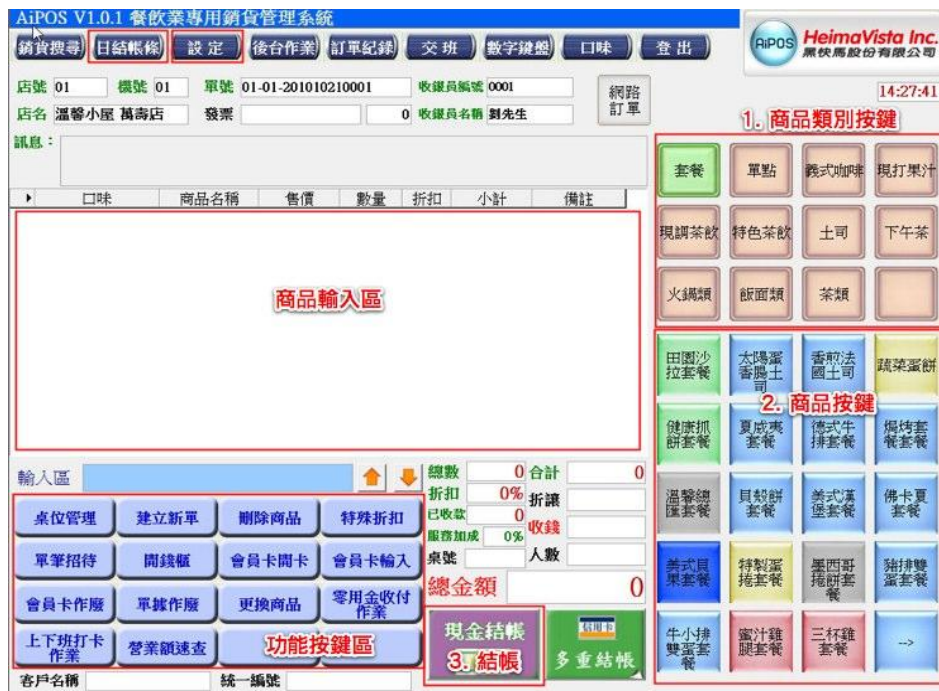 AiPOS V1.0.1 餐飲業專用銷貨管理系統
銷貨搜尋 日結帳條 設 定 後台作業 訂單紀錄 交 班 數字鍵盤 口味 登 出
AiPOS HeimaVista Inc.
黑快馬股份有限公司
店號 01 機號 01 單號 01-01-201010210001 收銀員編號 0001
網路
訂單
14:27:41
店名 溫馨小屋 萬壽店 發票 0 收銀員名稱 劉先生
1. 商品類別按鍵
訊息：
套餐 單點 義式咖啡 現打果汁
口味 商品名稱 售價 數量 折扣 小計 備註
現調茶飲 特色茶飲 土司 下午茶
商品輸入區
火鍋類 飯面類 茶類
田園沙
拉套餐
太陽蛋
香腸土
司
香煎法
國土司
蔬菜蛋餅
2. 商品按鍵
健康抓
餅套餐
夏威夷
套餐
德式牛
排套餐
焗烤套
餐套餐
輸入區
總數 0 合計 0
折扣 0% 折讓
已收款 0 收錢
服務加成 0%
桌號 人數
總金額 0
溫馨總
匯套餐
貝殼餅
套餐
美式漢
堡套餐
佛卡夏
套餐
桌位管理 建立新單 刪除商品 特殊折扣
單筆招待 開錢櫃 會員卡開卡 會員卡輸入
美式貝
果套餐
特製蛋
捲套餐
墨西哥
捲餅套
餐
豬排雙
蛋套餐
會員卡作廢 單據作廢 更換商品 零用金收付
作業
上下班打卡
作業
營業額速查
功能按鍵區
現金結帳
3. 結帳
信用卡
多重結帳
牛小排
雙蛋套
餐
蜜汁雞
腿套餐
三杯雞
套餐
-->
客戶名稱 統一編號